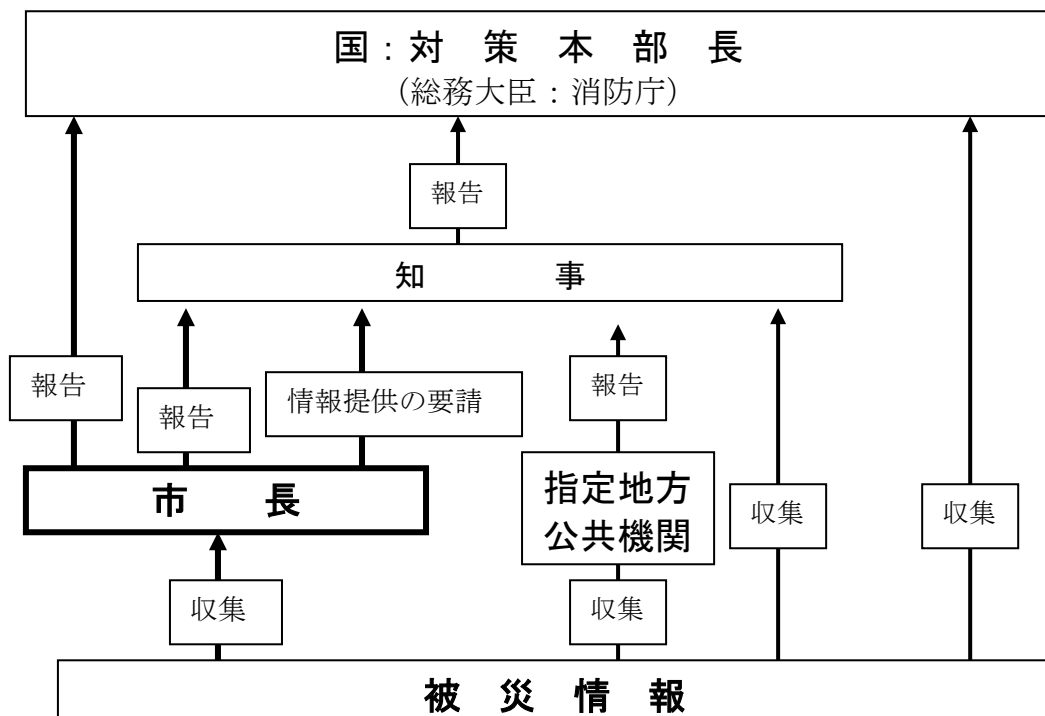 国：対　策　本　部　長
（総務大臣：消防庁）
報告
知　　　　事
報告
報告
情報提供の要請
報告
市　　長
指定地方
公共機関
収集
収集
収集
収集
被　災　情　報